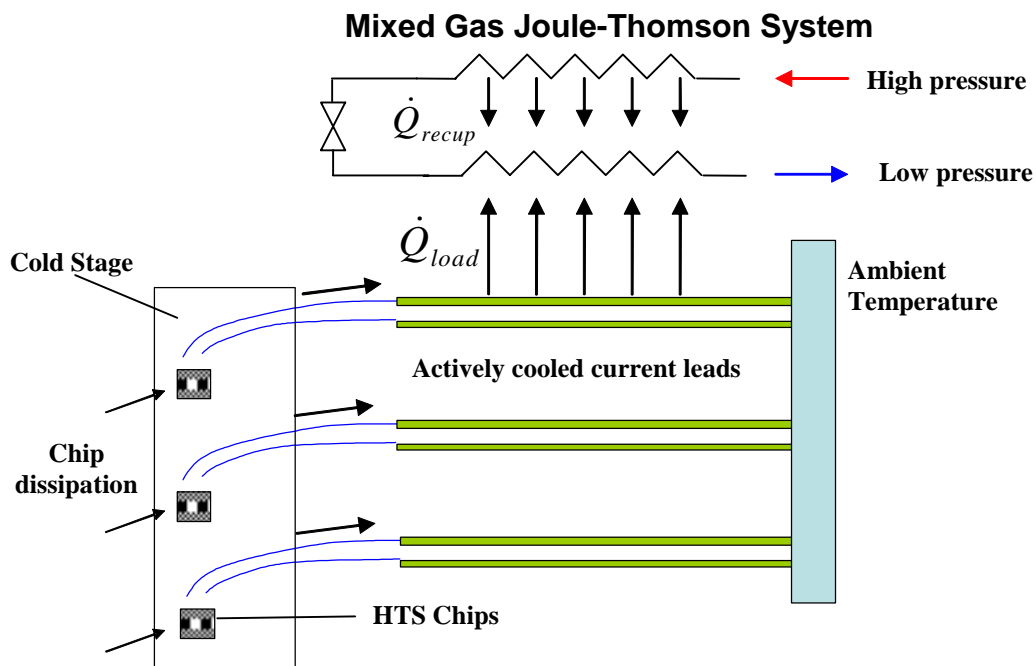 Mixed Gas Joule-Thomson System
High pressure
Q̇recup
Low pressure
Q̇load
Cold Stage
Ambient
Temperature
Actively cooled current leads
Chip
dissipation
HTS Chips